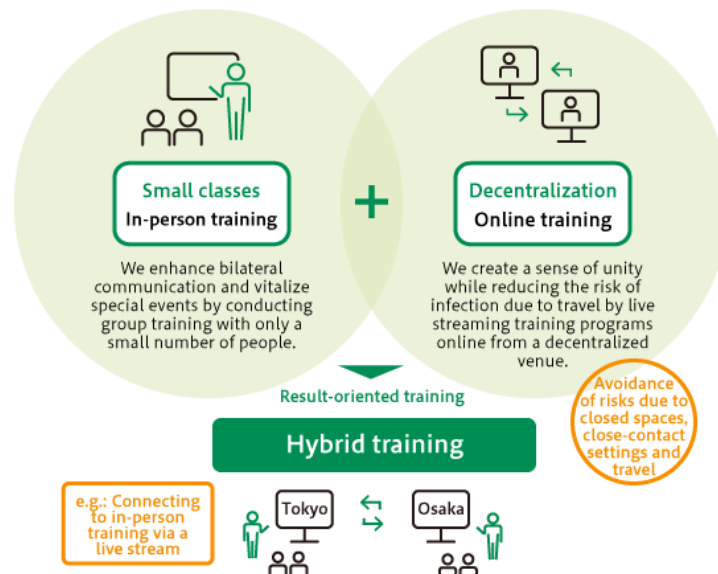 Small classes
In-person training
+
Decentralization
Online training
We enhance bilateral
communication and vitalize
special events by conducting
group training with only a
small number of people.
We create a sense of unity
while reducing the risk of
infection due to travel by live
streaming training programs
online from a decentralized
venue.
Avoidance
of risks due to
closed spaces,
close-contact
settings and
travel
Result-oriented training
Hybrid training
e.g.: Connecting
to in-person
training via a
live stream
Tokyo
Osaka